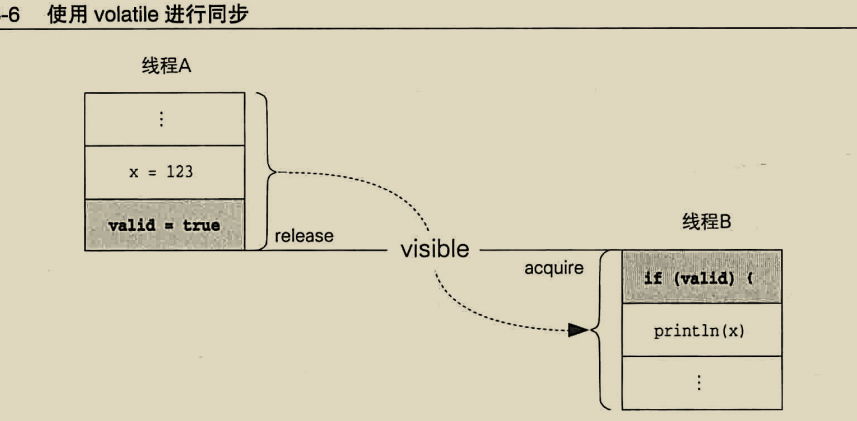 -6 使用 volatile 进行同步
线程A
⋮
x = 123
valid = true
release
visible
线程B
acquire
if (valid) {
println(x)
⋮